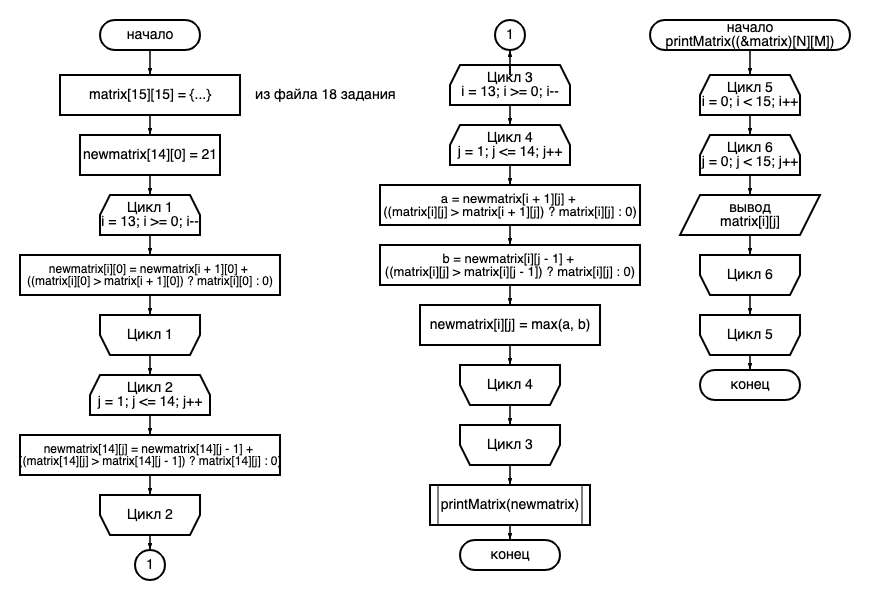 начало
matrix[15][15] = {...}
из файла 18 задания
newmatrix[14][0] = 21
Цикл 1
i = 13; i >= 0; i--
newmatrix[i][0] = newmatrix[i + 1][0] +
((matrix[i][0] > matrix[i + 1][0]) ? matrix[i][0] : 0)
Цикл 1
Цикл 2
j = 1; j <= 14; j++
newmatrix[14][j] = newmatrix[14][j - 1] +
((matrix[14][j] > matrix[14][j - 1]) ? matrix[14][j] : 0)
Цикл 2
1
1
Цикл 3
i = 13; i >= 0; i--
Цикл 4
j = 1; j <= 14; j++
a = newmatrix[i + 1][j] +
((matrix[i][j] > matrix[i + 1][j]) ? matrix[i][j] : 0)
b = newmatrix[i][j - 1] +
((matrix[i][j] > matrix[i][j - 1]) ? matrix[i][j] : 0)
newmatrix[i][j] = max(a, b)
Цикл 4
Цикл 3
printMatrix(newmatrix)
конец
начало
printMatrix((&matrix)[N][M])
Цикл 5
i = 0; i < 15; i++
Цикл 6
j = 0; j < 15; j++
вывод
matrix[i][j]
Цикл 6
Цикл 5
конец